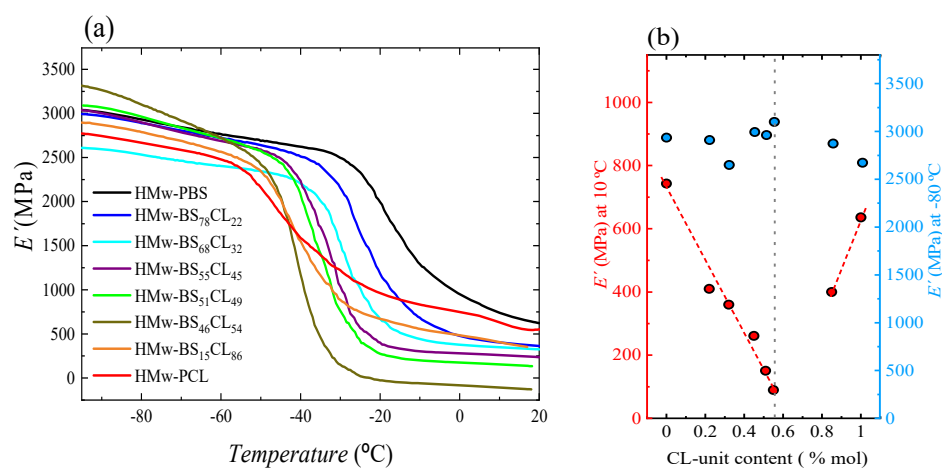 (a)
E´(MPa)
3500
3000
2500
2000
1500
1000
500
0
HMw-PBS
HMw-BS₇₈CL₂₂
HMw-BS₆₈CL₃₂
HMw-BS₅₅CL₄₅
HMw-BS₅₁CL₄₉
HMw-BS₄₆CL₅₄
HMw-BS₁₅CL₈₆
HMw-PCL
-80 -60 -40 -20 0 20
Temperature (⁰C)
(b)
E´ (MPa) at 10 ºC
1000
800
600
400
200
0
0 0.2 0.4 0.6 0.8 1
CL-unit content ( % mol)
3500
3000
2500
2000
1500
1000
500
0
E´ (MPa) at -80 ºC